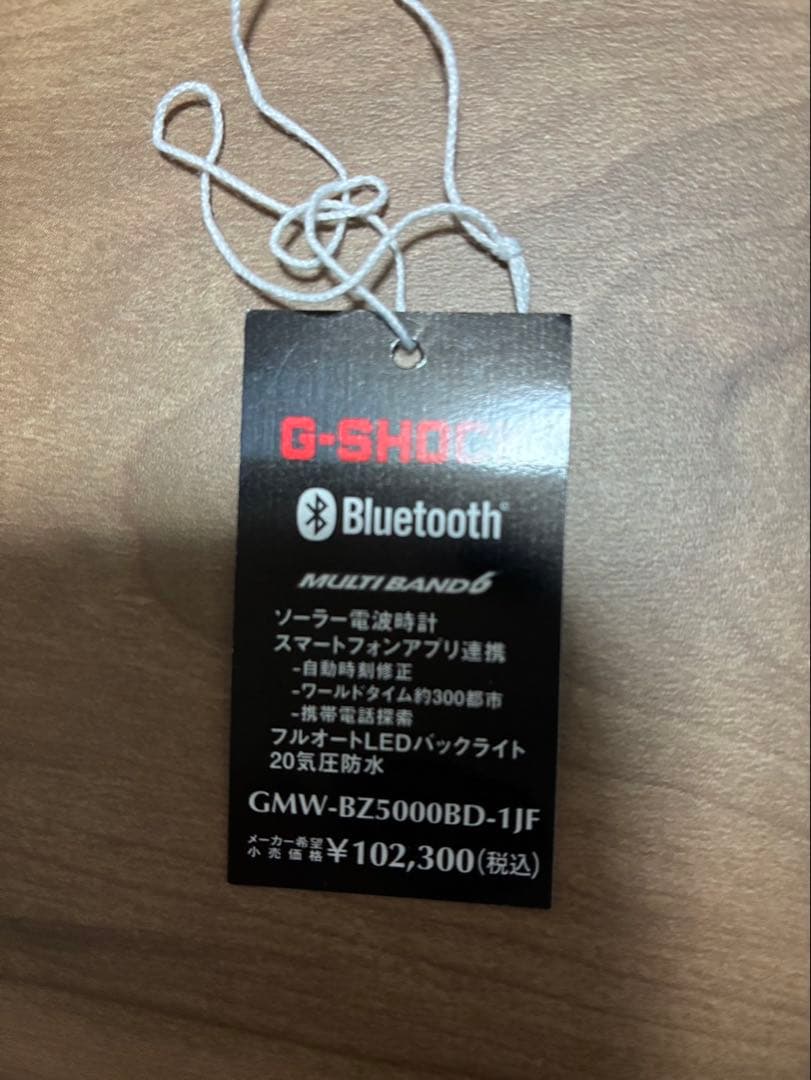 G-SHOCK
Bluetooth®
MULTI BAND 6
ソーラー電波時計
スマートフォンアプリ連携
-自動時刻修正
-ワールドタイム約300都市
-携帯電話探索
フルオートLEDバックライト
20気圧防水
GMW-BZ5000BD-1JF
メーカー希望小売価格 ¥102,300(税込)